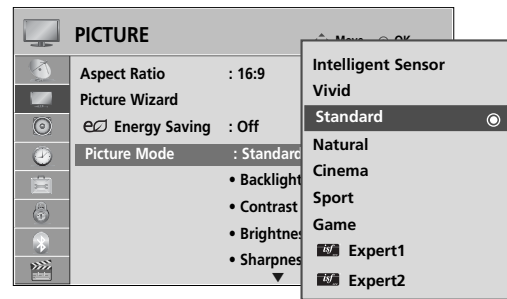 PICTURE
Move OK
Aspect Ratio : 16:9
Picture Wizard
Energy Saving : Off
Picture Mode : Standard
• Backlight
• Contrast
• Brightnes
• Sharpnes
Intelligent Sensor
Vivid
Standard
Natural
Cinema
Sport
Game
isf Expert1
isf Expert2